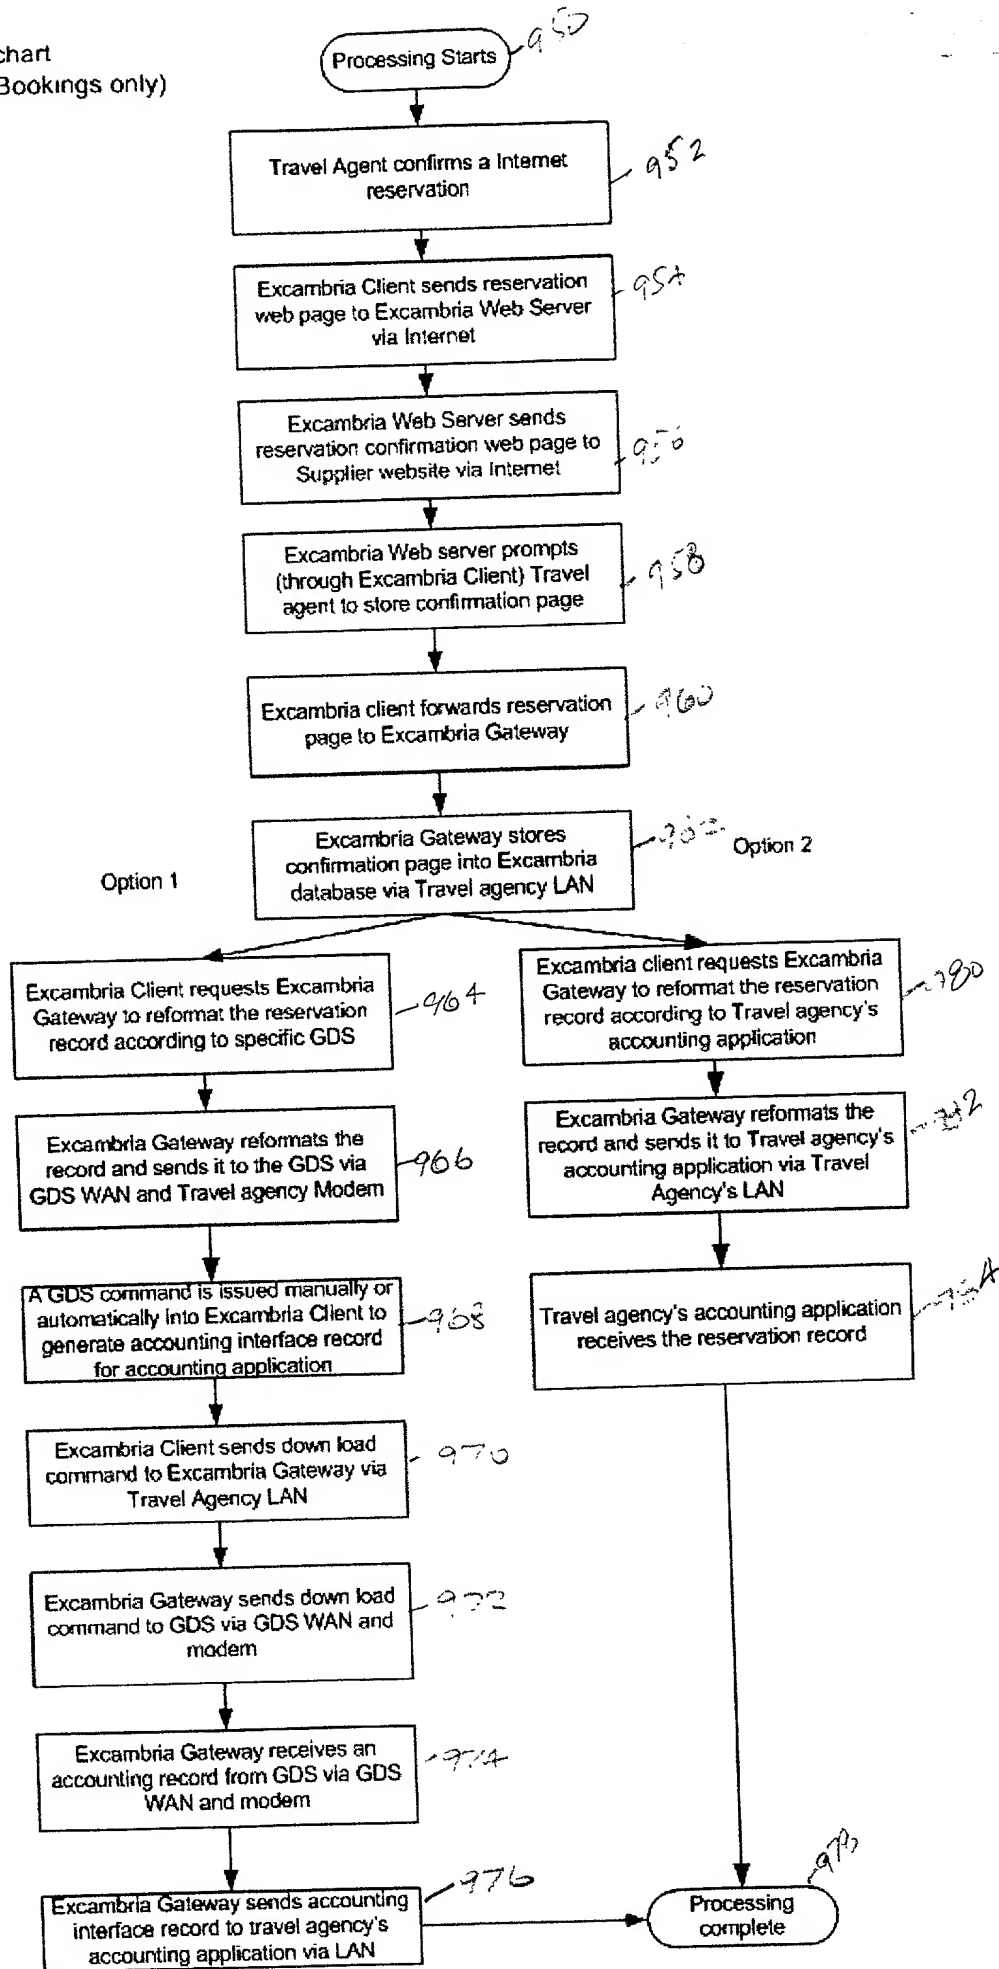 chart
Bookings only)
Processing Starts
950
Travel Agent confirms a Internet
reservation
952
Excambria Client sends reservation
web page to Excambria Web Server
via Internet
954
Excambria Web Server sends
reservation confirmation web page to
Supplier website via Internet
956
Excambria Web server prompts
(through Excambria Client) Travel
agent to store confirmation page
958
Excambria client forwards reservation
page to Excambria Gateway
960
Excambria Gateway stores
confirmation page into Excambria
database via Travel agency LAN
962
Option 1
Option 2
Excambria Client requests Excambria
Gateway to reformat the reservation
record according to specific GDS
964
Excambria client requests Excambria
Gateway to reformat the reservation
record according to Travel agency's
accounting application
980
Excambria Gateway reformats the
record and sends it to the GDS via
GDS WAN and Travel agency Modem
966
Excambria Gateway reformats the
record and sends it to Travel agency's
accounting application via Travel
Agency's LAN
A GDS command is issued manually or
automatically into Excambria Client to
generate accounting interface record
for accounting application
968
Travel agency's accounting application
receives the reservation record
Excambria Client sends down load
command to Excambria Gateway via
Travel Agency LAN
970
Excambria Gateway sends down load
command to GDS via GDS WAN and
modem
972
Excambria Gateway receives an
accounting record from GDS via GDS
WAN and modem
974
Excambria Gateway sends accounting
interface record to travel agency's
accounting application via LAN
976
Processing
complete